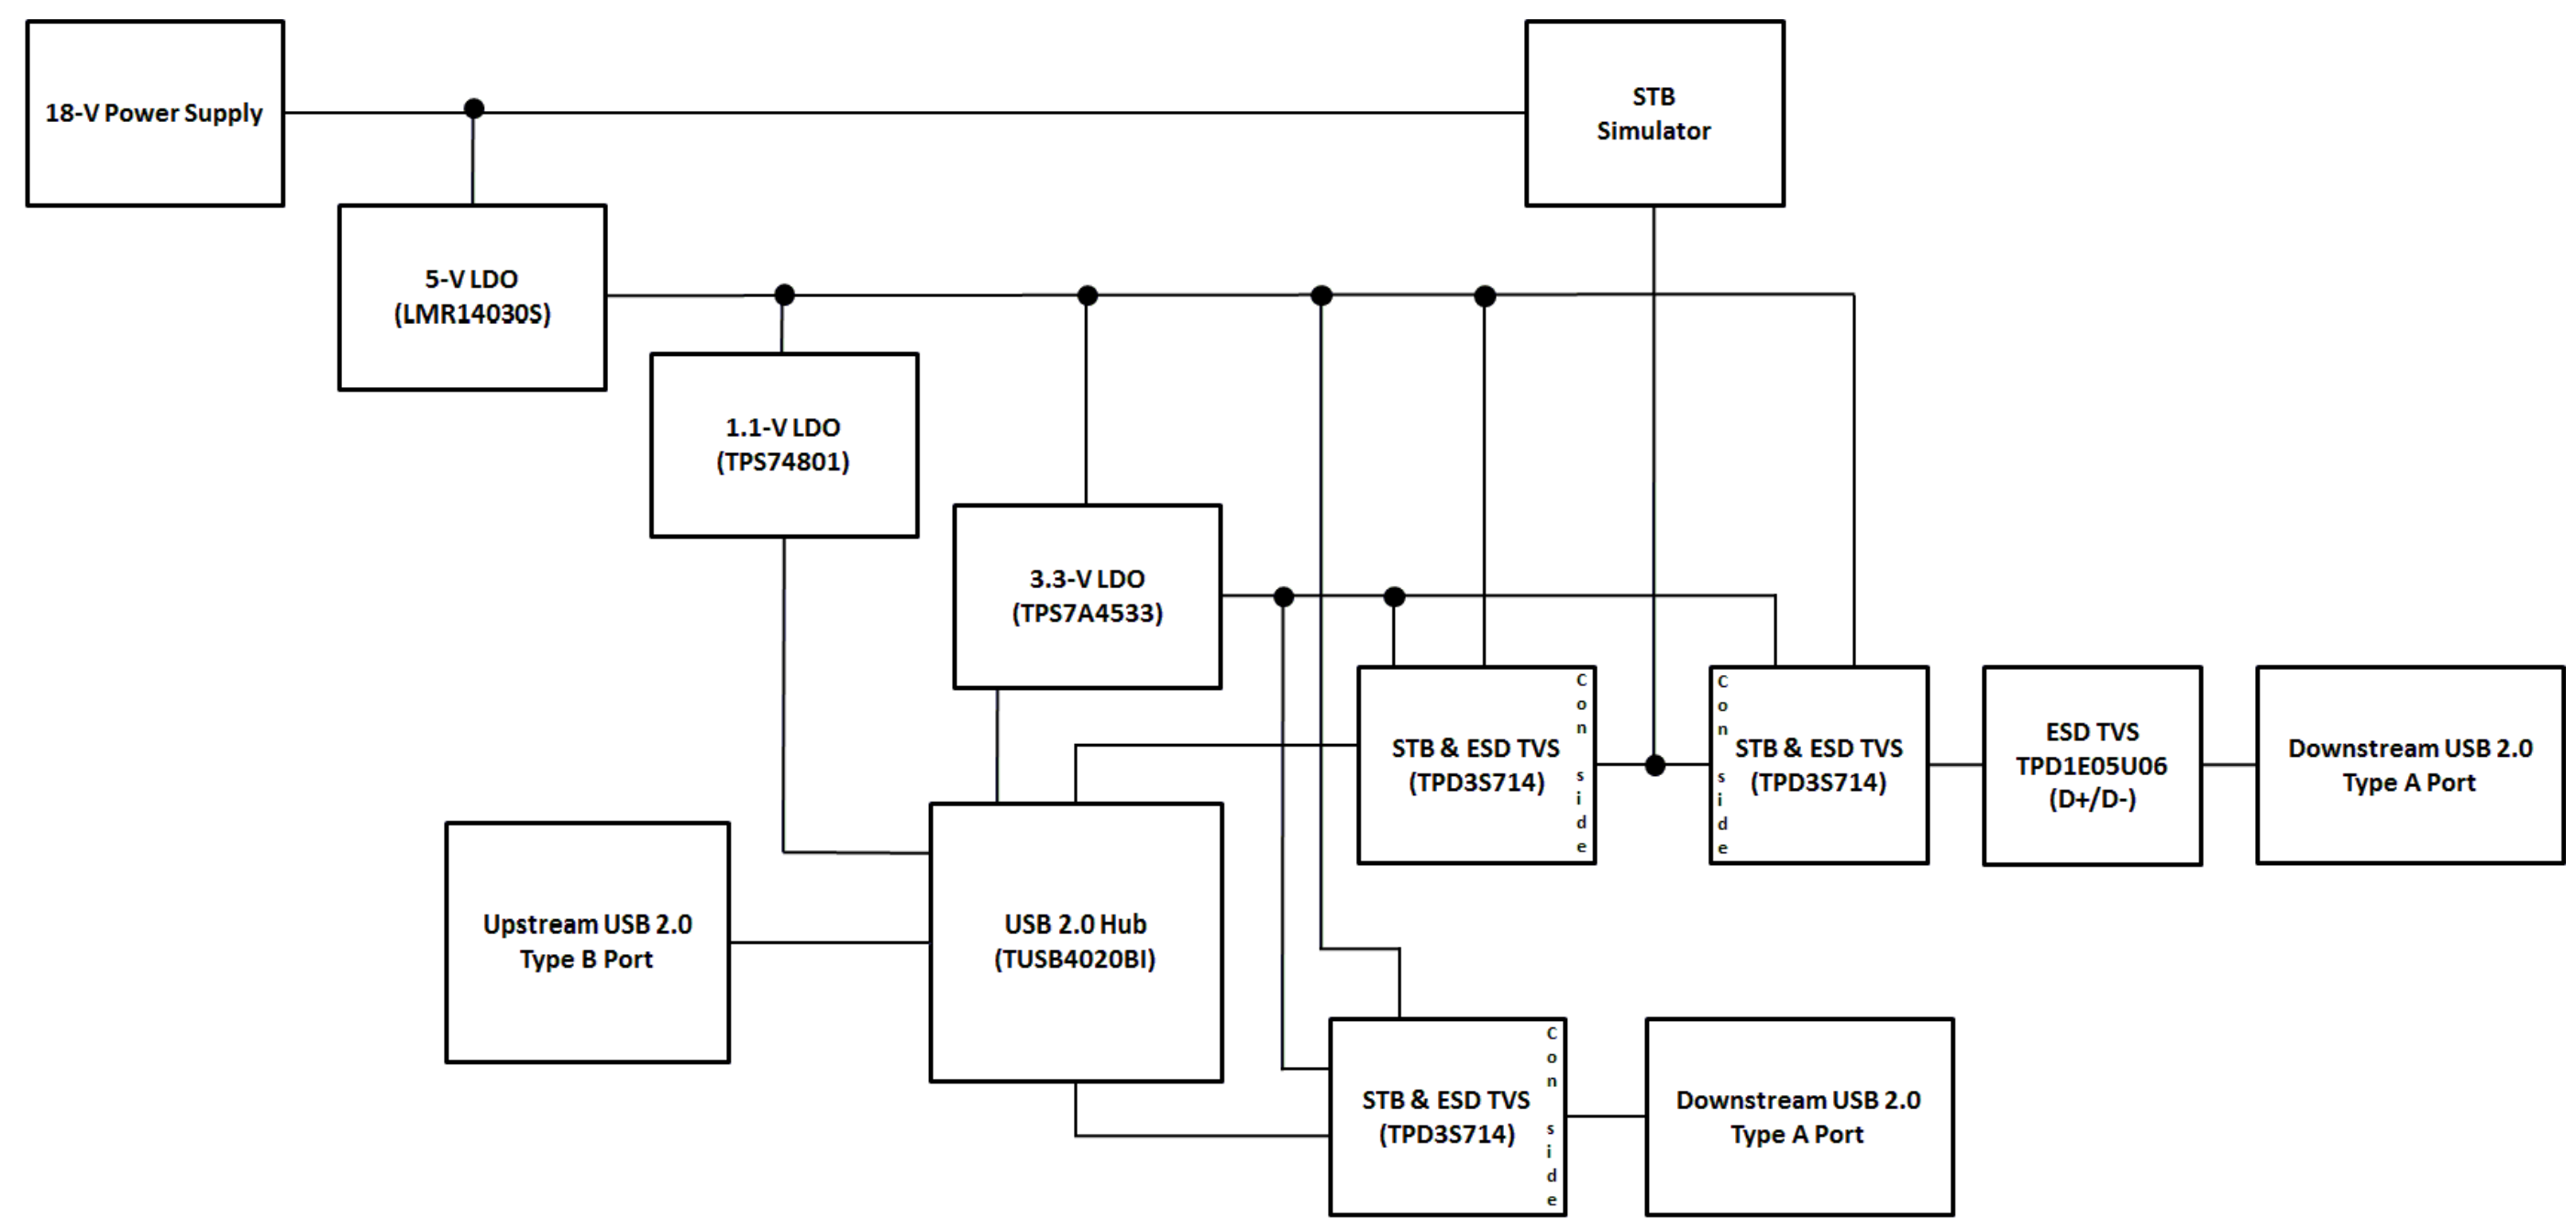 18-V Power Supply
STB
Simulator
5-V LDO
(LMR14030S)
1.1-V LDO
(TPS74801)
3.3-V LDO
(TPS7A4533)
STB & ESD TVS
(TPD3S714)
Con side
Con side
STB & ESD TVS
(TPD3S714)
ESD TVS
TPD1E05U06
(D+/D-)
Downstream USB 2.0
Type A Port
Upstream USB 2.0
Type B Port
USB 2.0 Hub
(TUSB4020BI)
STB & ESD TVS
(TPD3S714)
Con side
Downstream USB 2.0
Type A Port